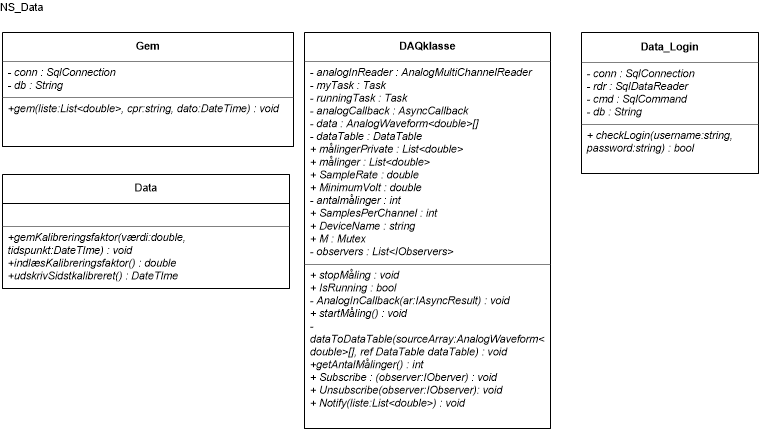 NS_Data
Gem
- conn : SqlConnection
- db : String
+gem(liste:List<double>, cpr:string, dato:DateTime) : void
Data
+gemKalibreringsfaktor(værdi:double,
tidspunkt:DateTIme) : void
+indlæsKalibreringsfaktor() : double
+udskrivSidstkalibreret() : DateTIme
DAQklasse
- analogInReader : AnalogMultiChannelReader
- myTask : Task
- runningTask : Task
- analogCallback : AsyncCallback
- data : AnalogWaveform<double>[]
- dataTable : DataTable
+ målingerPrivate : List<double>
+ målinger : List<double>
+ SampleRate : double
+ MinimumVolt : double
- antalmålinger : int
+ SamplesPerChannel : int
+ DeviceName : string
+ M : Mutex
- observers : List<IObservers>
+ stopMåling : void
+ IsRunning : bool
- AnalogInCallback(ar:IAsyncResult) : void
+ startMåling() : void
-
dataToDataTable(sourceArray:AnalogWaveform<
double>[], ref DataTable dataTable) : void
+getAntalMålinger() : int
+ Subscribe : (observer:IOberver) : void
+ Unsubscribe(observer:IObserver): void
+ Notify(liste:List<double>) : void
Data_Login
- conn : SqlConnection
- rdr : SqlDataReader
- cmd : SqlCommand
- db : String
+ checkLogin(username:string,
password:string) : bool